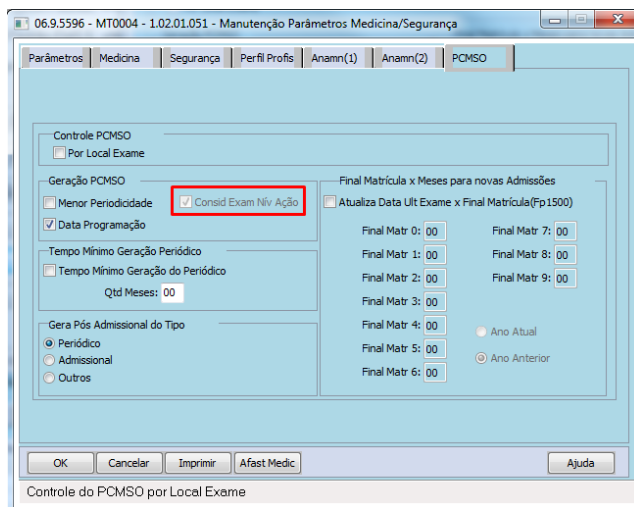 06.9.5596 - MT0004 - 1.02.01.051 - Manutenção Parâmetros Medicina/Segurança
Parâmetros Medicina Segurança Perfil Profis Anamn(1) Anamn(2) PCMSO
Controle PCMSO
Por Local Exame
Geração PCMSO
Menor Periodicidade Consid Exam Nív Ação
Data Programação
Tempo Mínimo Geração Periódico
Tempo Mínimo Geração do Periódico
Qtd Meses: 00
Gera Pós Admissional do Tipo
Periódico
Admissional
Outros
Final Matrícula x Meses para novas Admissões
Atualiza Data Ult Exame x Final Matrícula(Fp1500)
Final Matr 0: 00 Final Matr 7: 00
Final Matr 1: 00 Final Matr 8: 00
Final Matr 2: 00 Final Matr 9: 00
Final Matr 3: 00
Final Matr 4: 00 Ano Atual
Final Matr 5: 00
Final Matr 6: 00 Ano Anterior
OK Cancelar Imprimir Afast Medic Ajuda
Controle do PCMSO por Local Exame